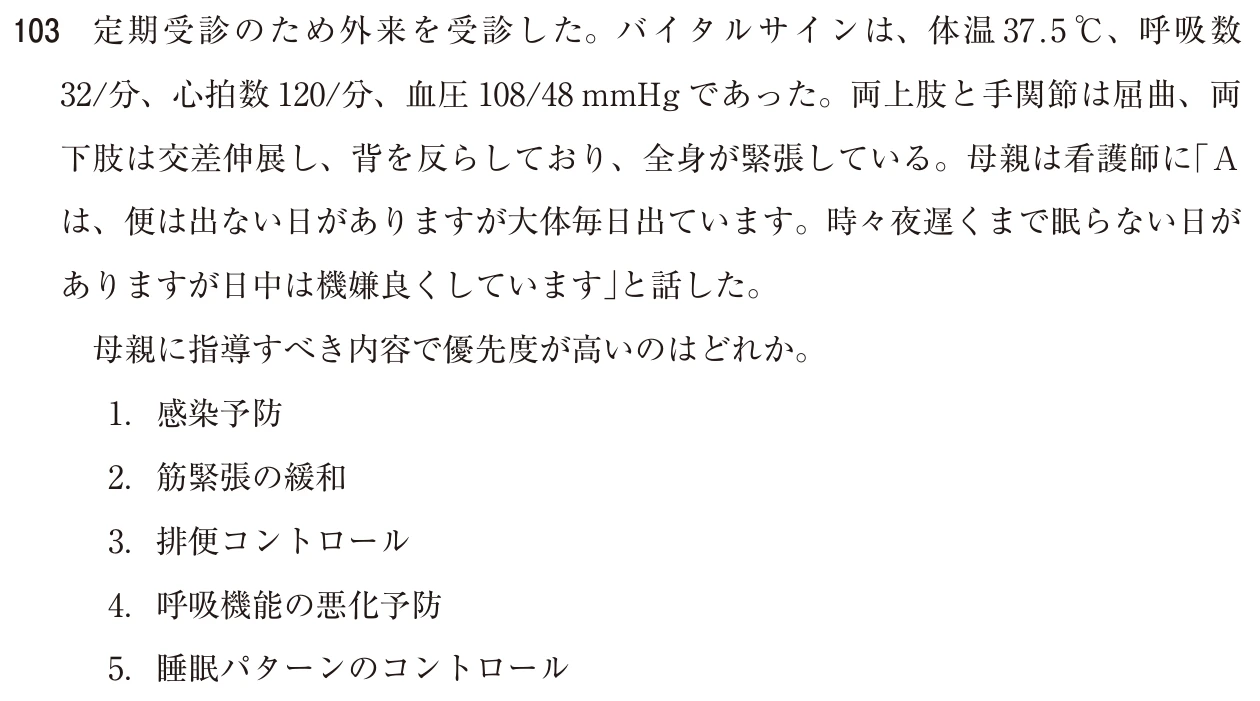 103 定期受診のため外来を受診した。バイタルサインは、体温 37.5 ℃、呼吸数
32/分、心拍数 120/分、血圧 108/48 mmHg であった。両上肢と手関節は屈曲、両
下肢は交差伸展し、背を反らしており、全身が緊張している。母親は看護師に「A
は、便は出ない日がありますが大体毎日出ています。時々夜遅くまで眠らない日が
ありますが日中は機嫌良くしています」と話した。
母親に指導すべき内容で優先度が高いのはどれか。
1. 感染予防
2. 筋緊張の緩和
3. 排便コントロール
4. 呼吸機能の悪化予防
5. 睡眠パターンのコントロール